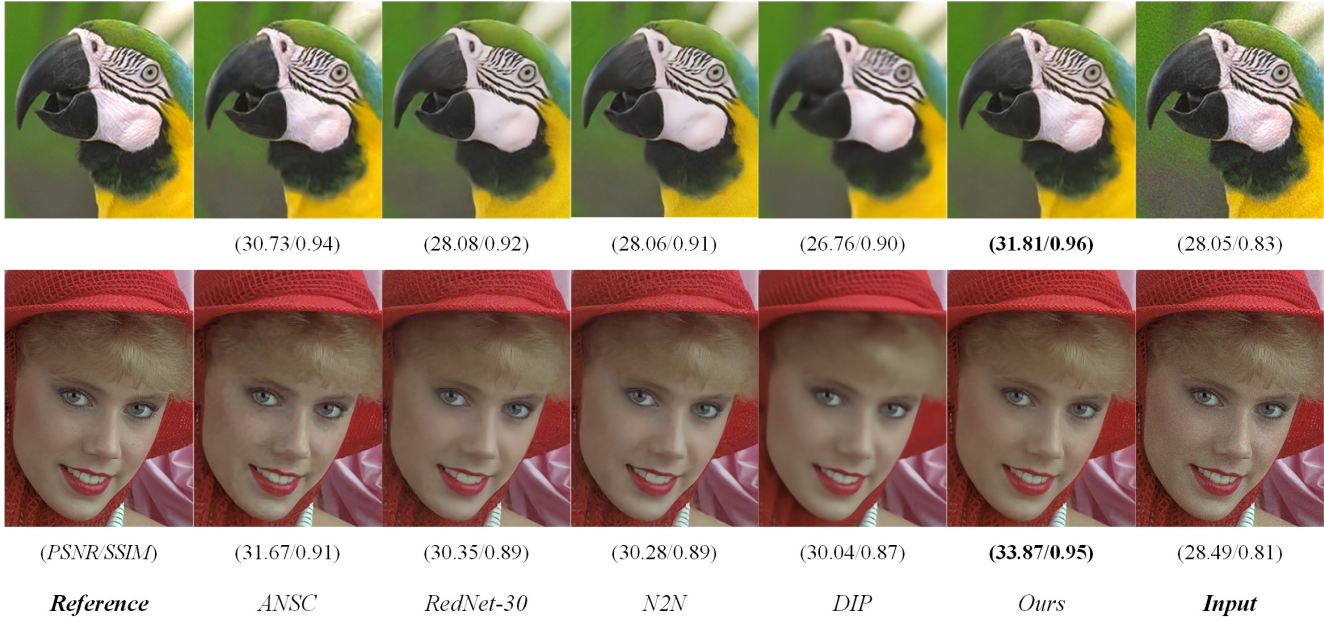 (30.73/0.94) (28.08/0.92) (28.06/0.91) (26.76/0.90) (31.81/0.96) (28.05/0.83)
(PSNR/SSIM) (31.67/0.91) (30.35/0.89) (30.28/0.89) (30.04/0.87) (33.87/0.95) (28.49/0.81)
Reference ANSC RedNet-30 N2N DIP Ours Input